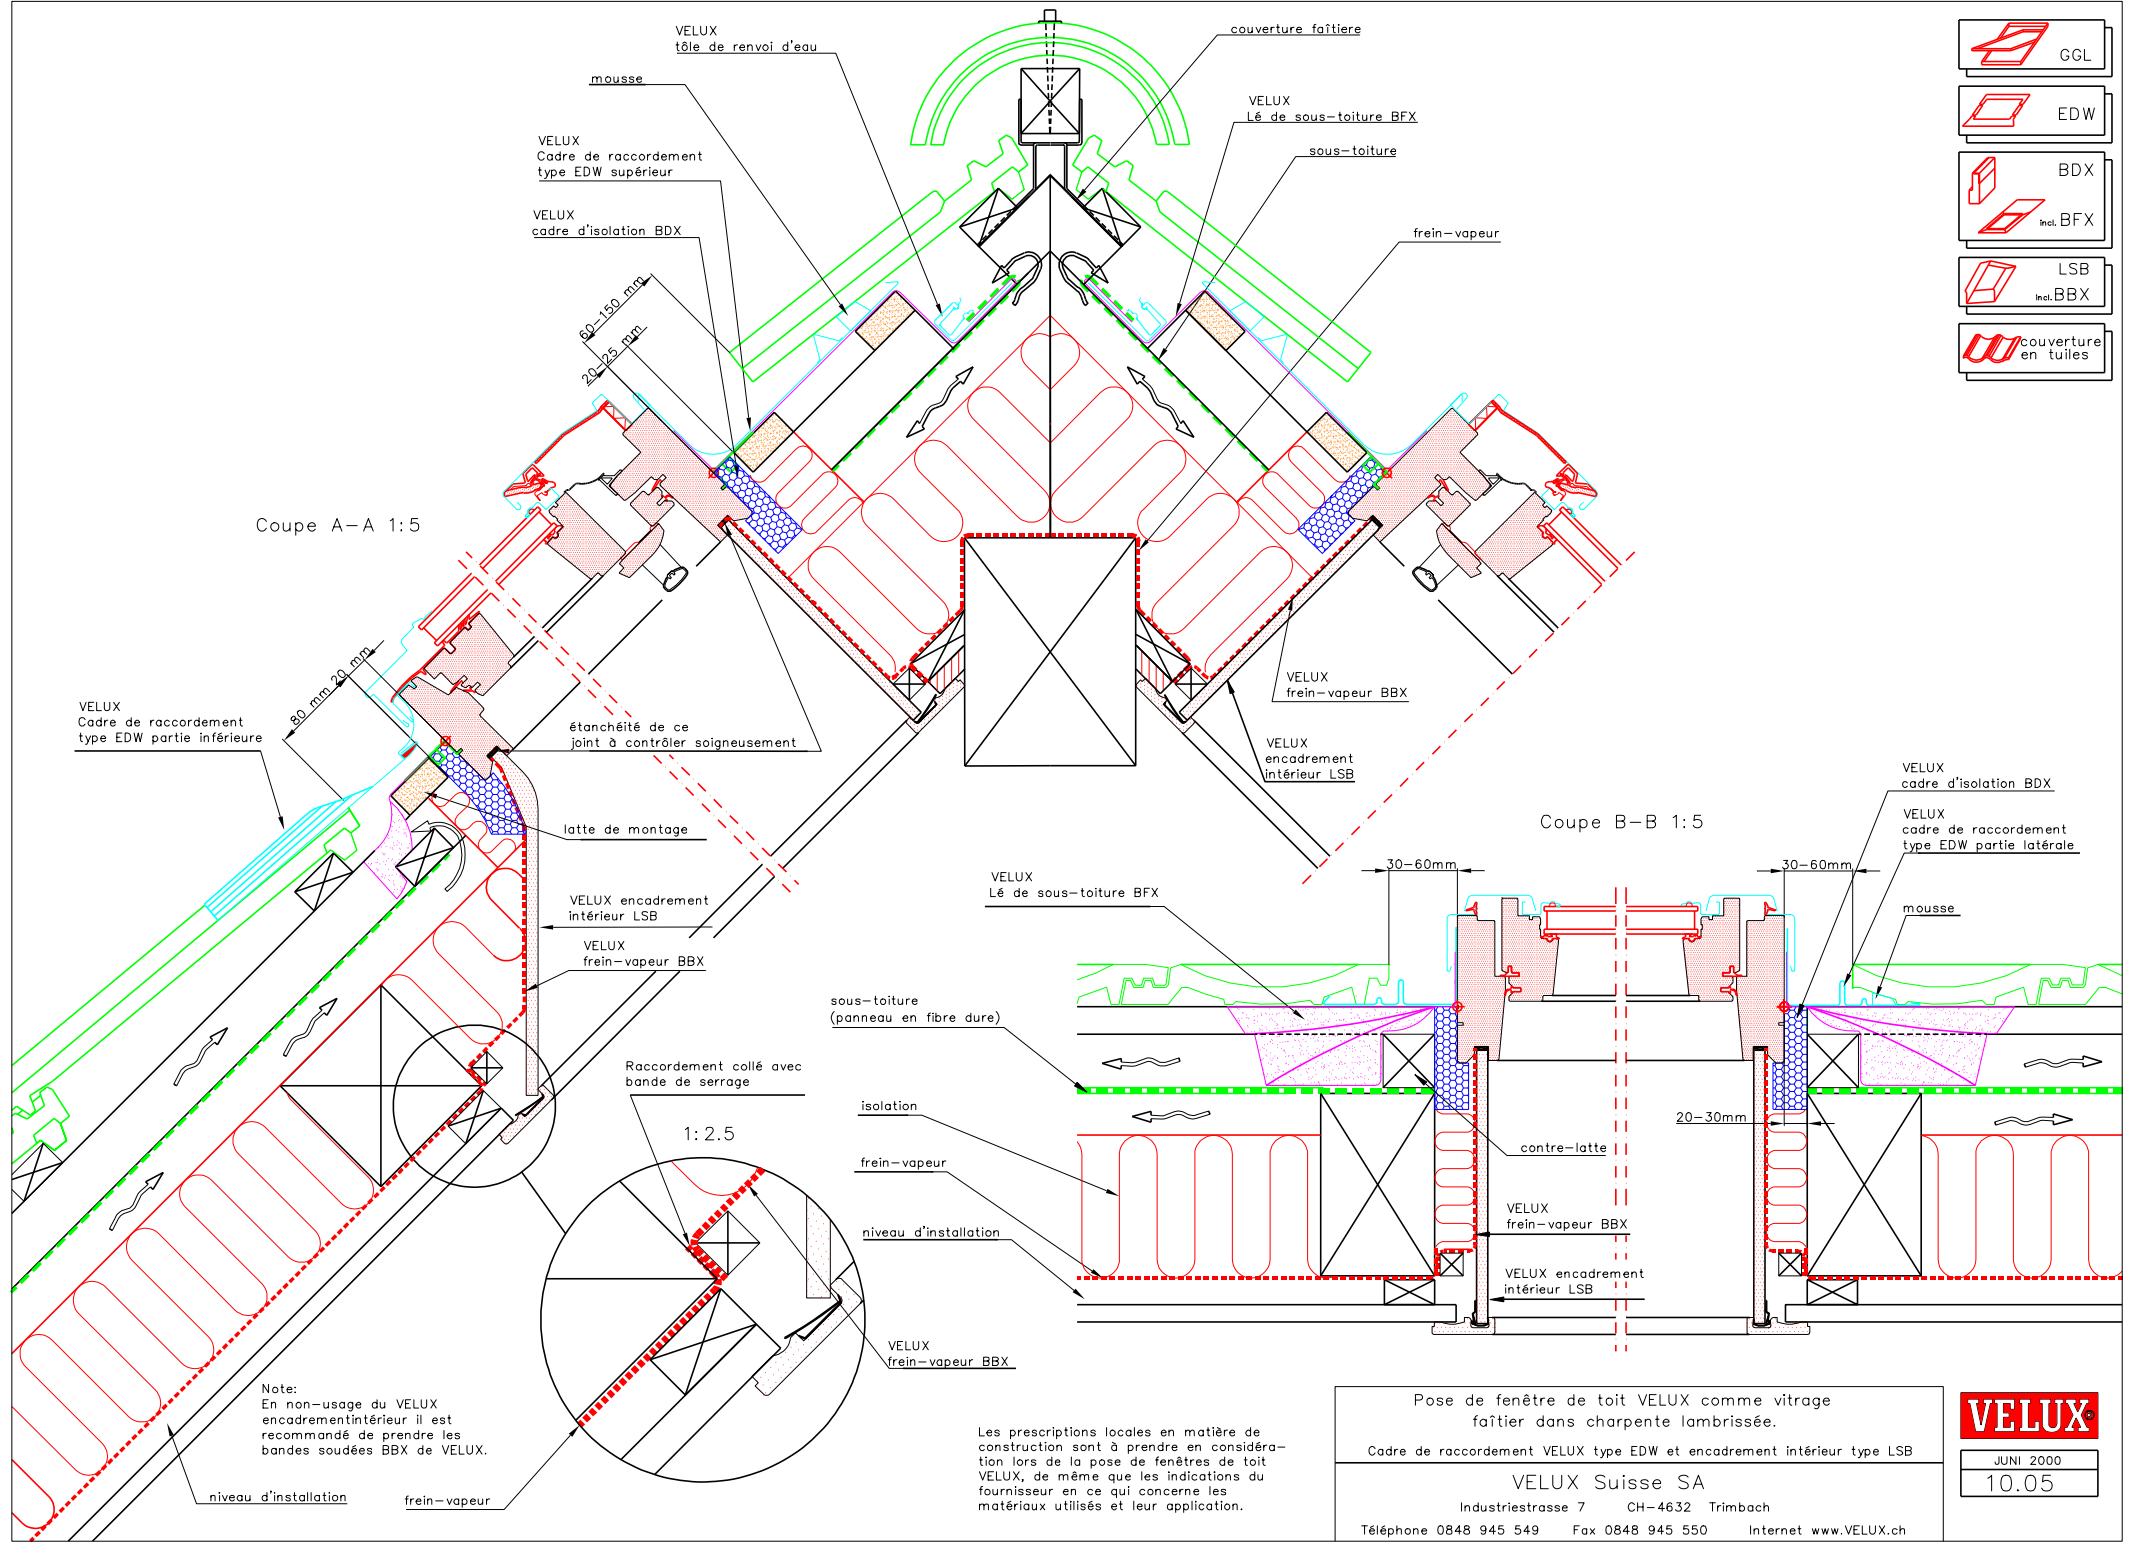 VELUX
tôle de renvoi d'eau
mousse
VELUX
Cadre de raccordement
type EDW supérieur
VELUX
cadre d'isolation BDX
60-150 mm
20-25 mm
couverture faîtiere
VELUX
Lé de sous-toiture BFX
sous-toiture
frein-vapeur
GGL
EDW
BDX
incl. BFX
LSB
incl. BBX
couverture
en tuiles
Coupe A-A 1:5
80 mm
20 mm
VELUX
Cadre de raccordement
type EDW partie inférieure
étanchéité de ce
joint à contrôler soigneusement
latte de montage
VELUX encadrement
intérieur LSB
VELUX
frein-vapeur BBX
VELUX
frein-vapeur BBX
VELUX
encadrement
intérieur LSB
Raccordement collé avec
bande de serrage
1:2.5
VELUX
frein-vapeur BBX
frein-vapeur
niveau d'installation
Note:
En non-usage du VELUX
encadrementintérieur il est
recommandé de prendre les
bandes soudées BBX de VELUX.
Coupe B-B 1:5
VELUX
cadre d'isolation BDX
VELUX
cadre de raccordement
type EDW partie latérale
mousse
30-60mm
30-60mm
VELUX
Lé de sous-toiture BFX
sous-toiture
(panneau en fibre dure)
isolation
frein-vapeur
niveau d'installation
20-30mm
contre-latte
VELUX
frein-vapeur BBX
VELUX encadrement
intérieur LSB
Les prescriptions locales en matière de
construction sont à prendre en considéra-
tion lors de la pose de fenêtres de toit
VELUX, de même que les indications du
fournisseur en ce qui concerne les
matériaux utilisés et leur application.
Pose de fenêtre de toit VELUX comme vitrage
faîtier dans charpente lambrissée.
Cadre de raccordement VELUX type EDW et encadrement intérieur type LSB
VELUX Suisse SA
Industriestrasse 7 CH-4632 Trimbach
Téléphone 0848 945 549 Fax 0848 945 550 Internet www.VELUX.ch
VELUX®
JUNI 2000
10.05